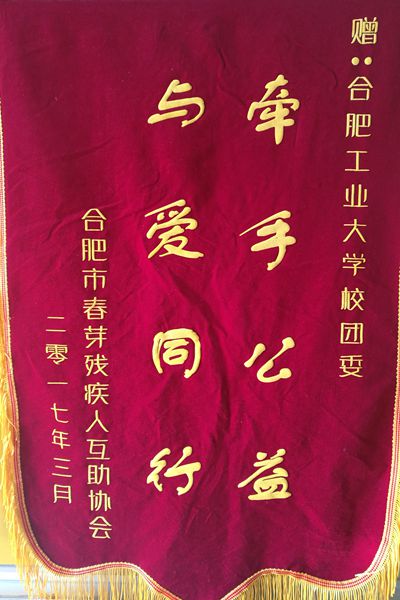 赠:合肥工业大学校团委
牵手公益
与爱同行
合肥市春芽残疾人互助协会
二零一七年三月